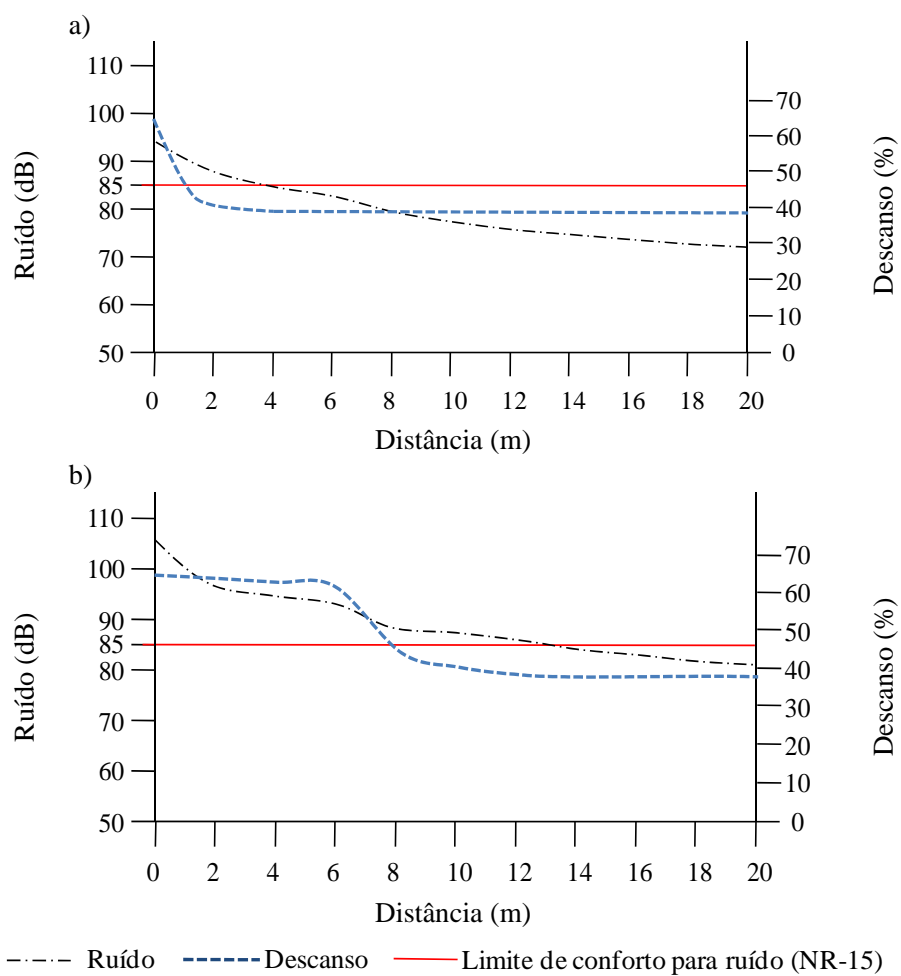 a)
Ruído (dB)
110
100
90
85
80
70
60
50
Descanso (%)
70
60
50
40
30
20
10
0
0 2 4 6 8 10 12 14 16 18 20
Distância (m)
b)
Ruído (dB)
110
100
90
85
80
70
60
50
Descanso (%)
70
60
50
40
30
20
10
0
0 2 4 6 8 10 12 14 16 18 20
Distância (m)
Ruído Descanso Limite de conforto para ruído (NR-15)